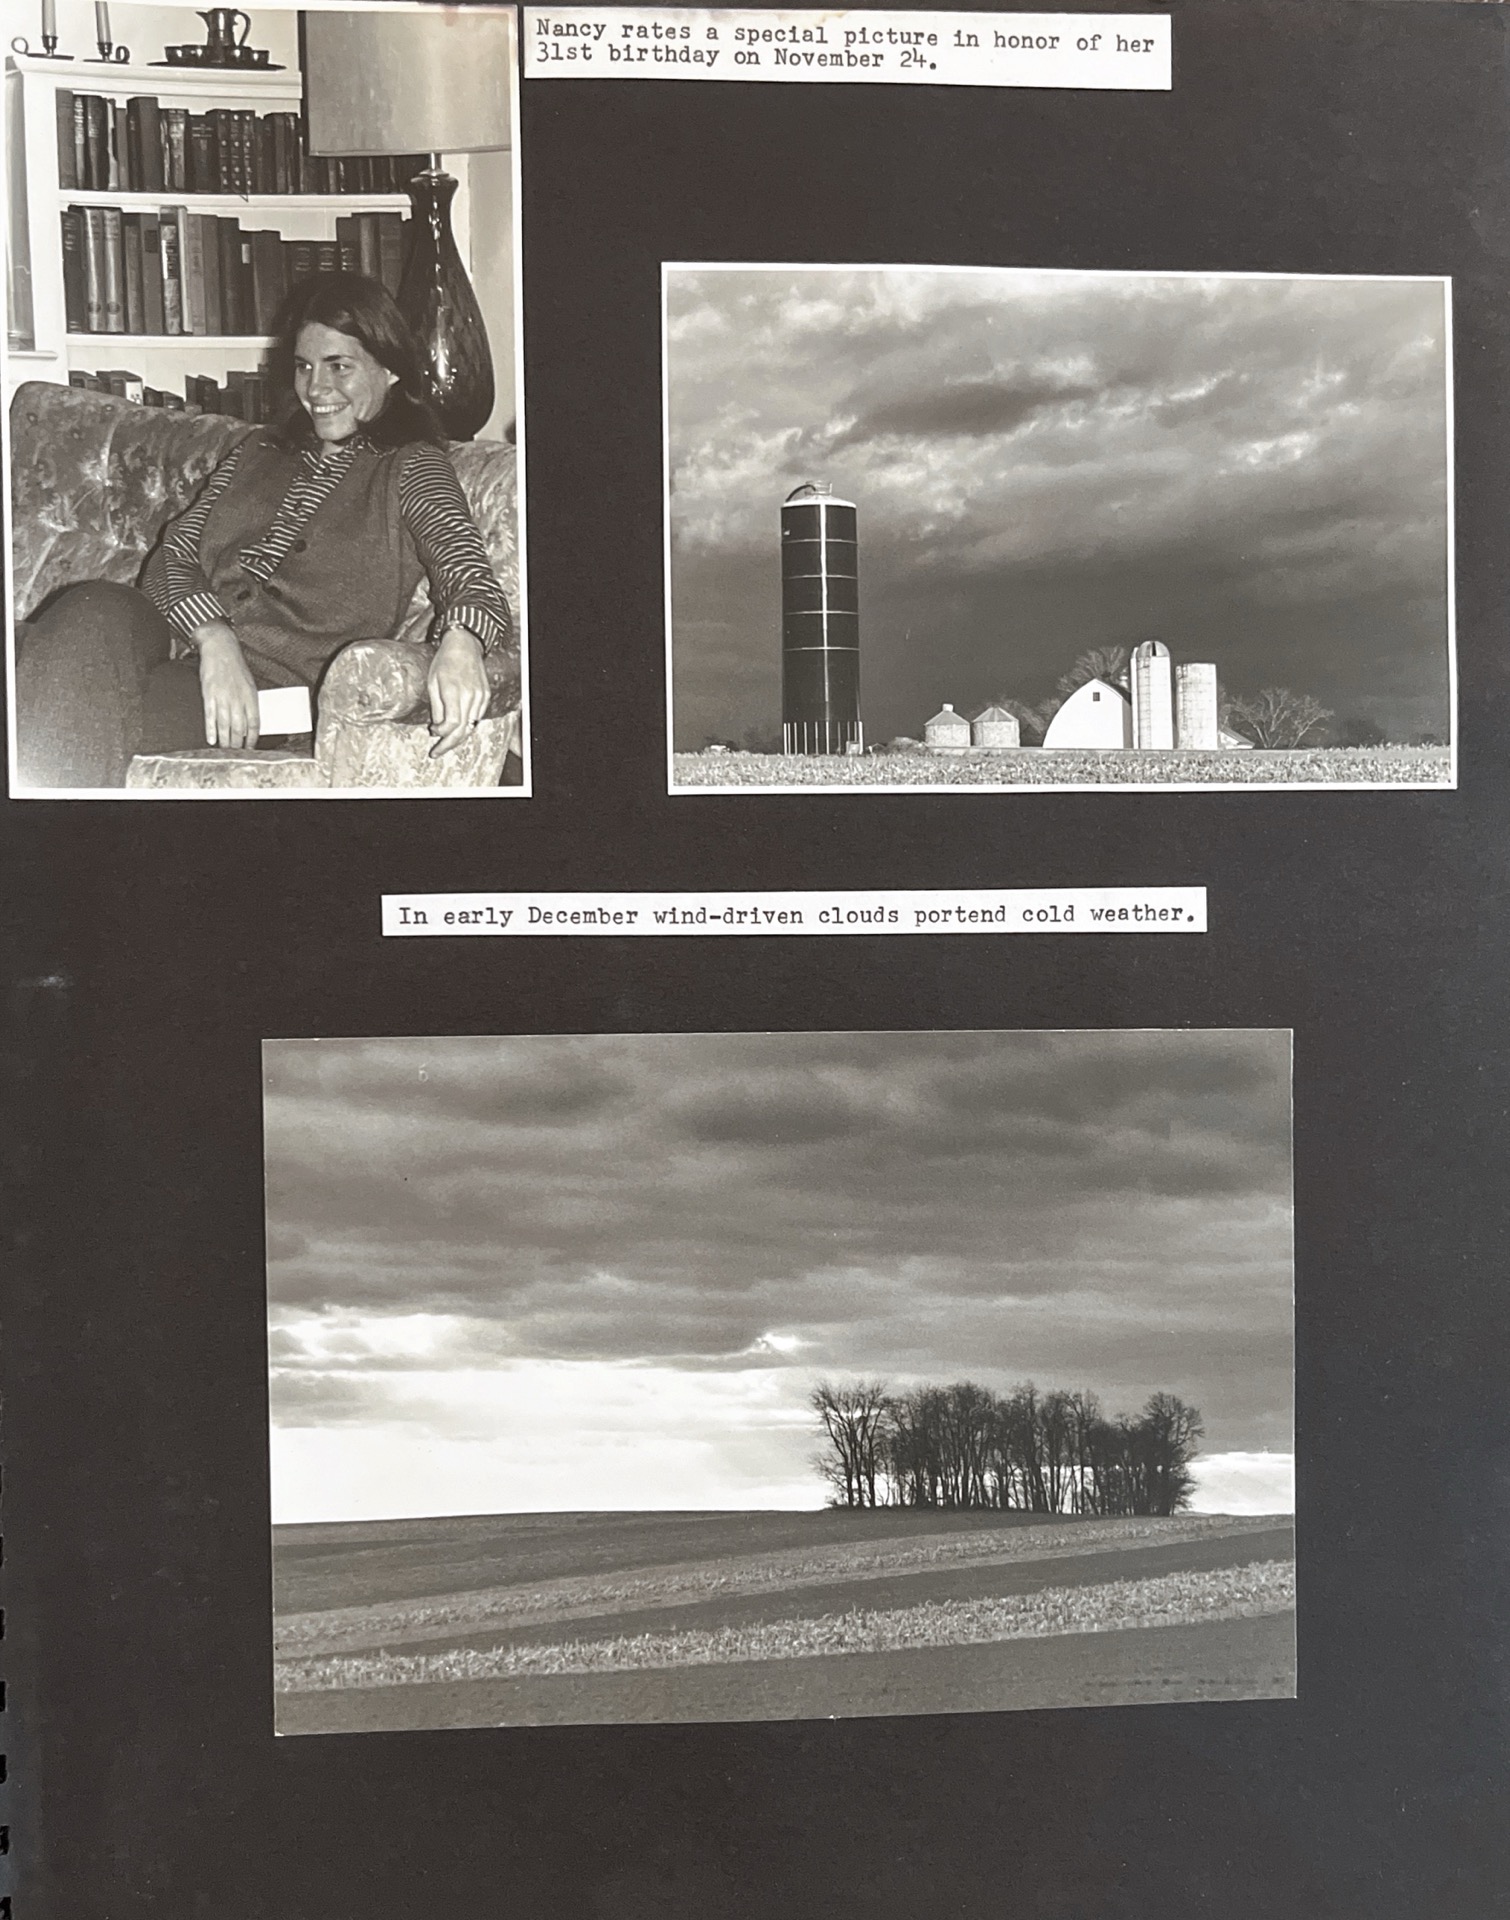 Nancy rates a special picture in honor of her
31st birthday on November 24.
In early December wind-driven clouds portend cold weather.